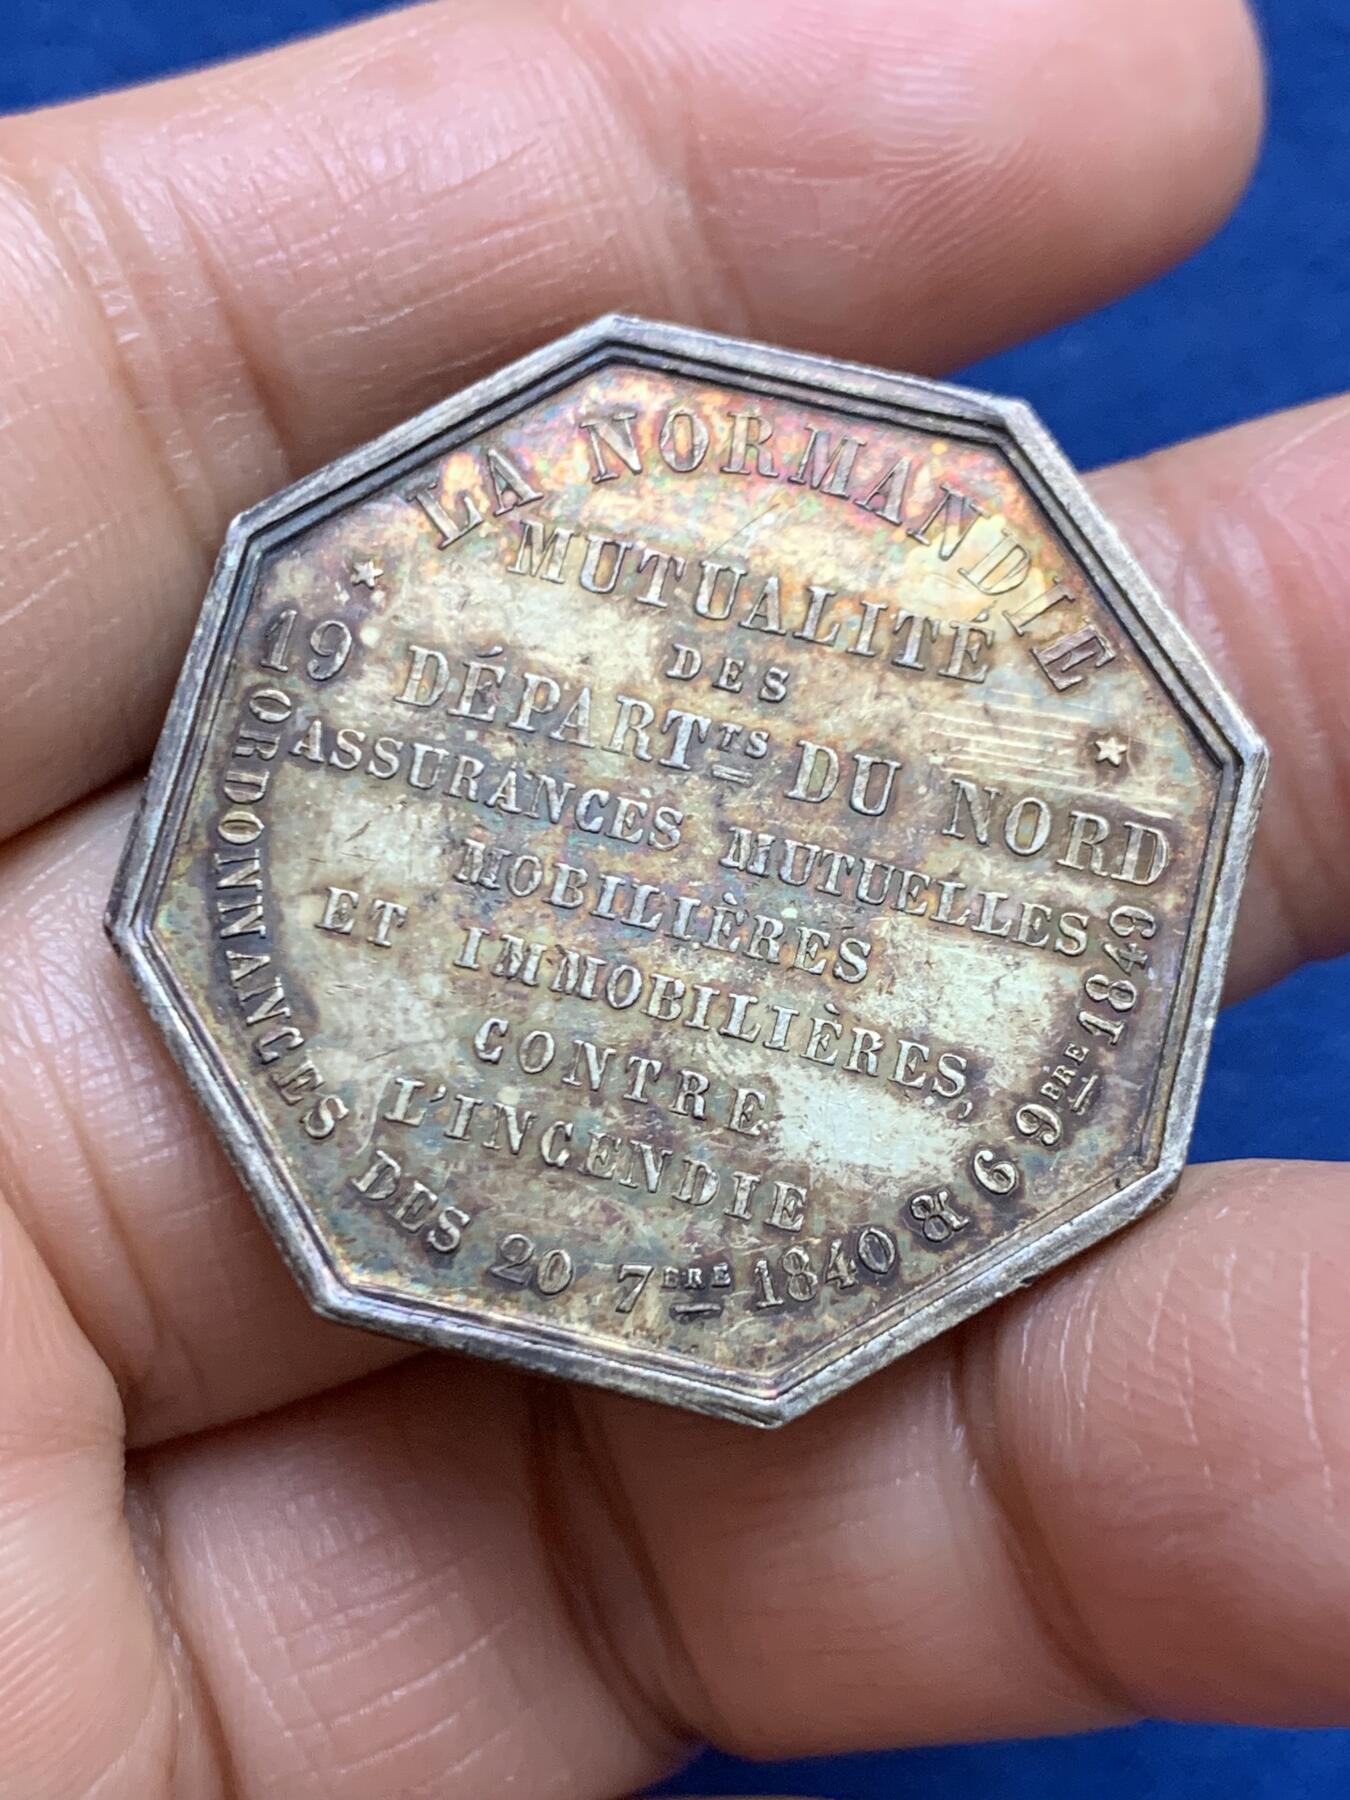 LA NORMANDIE
MUTUALITÉ
DES
19 DÉPARTTS DU NORD
ASSURANCES MUTUELLES
MOBILIÈRES
ET IMMOBILIÈRES,
CONTRE
L'INCENDIE
ORDONNANCES DES 20 7BRE 1840 & 6 9BRE 1849